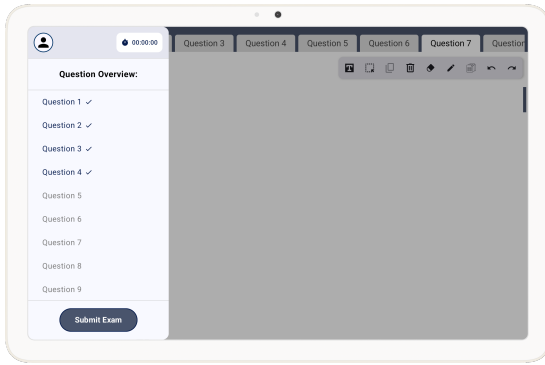 00:00:00
Question 3
Question 4
Question 5
Question 6
Question 7
Question
Question Overview:
Question 1
Question 2
Question 3
Question 4
Question 5
Question 6
Question 7
Question 8
Question 9
Submit Exam